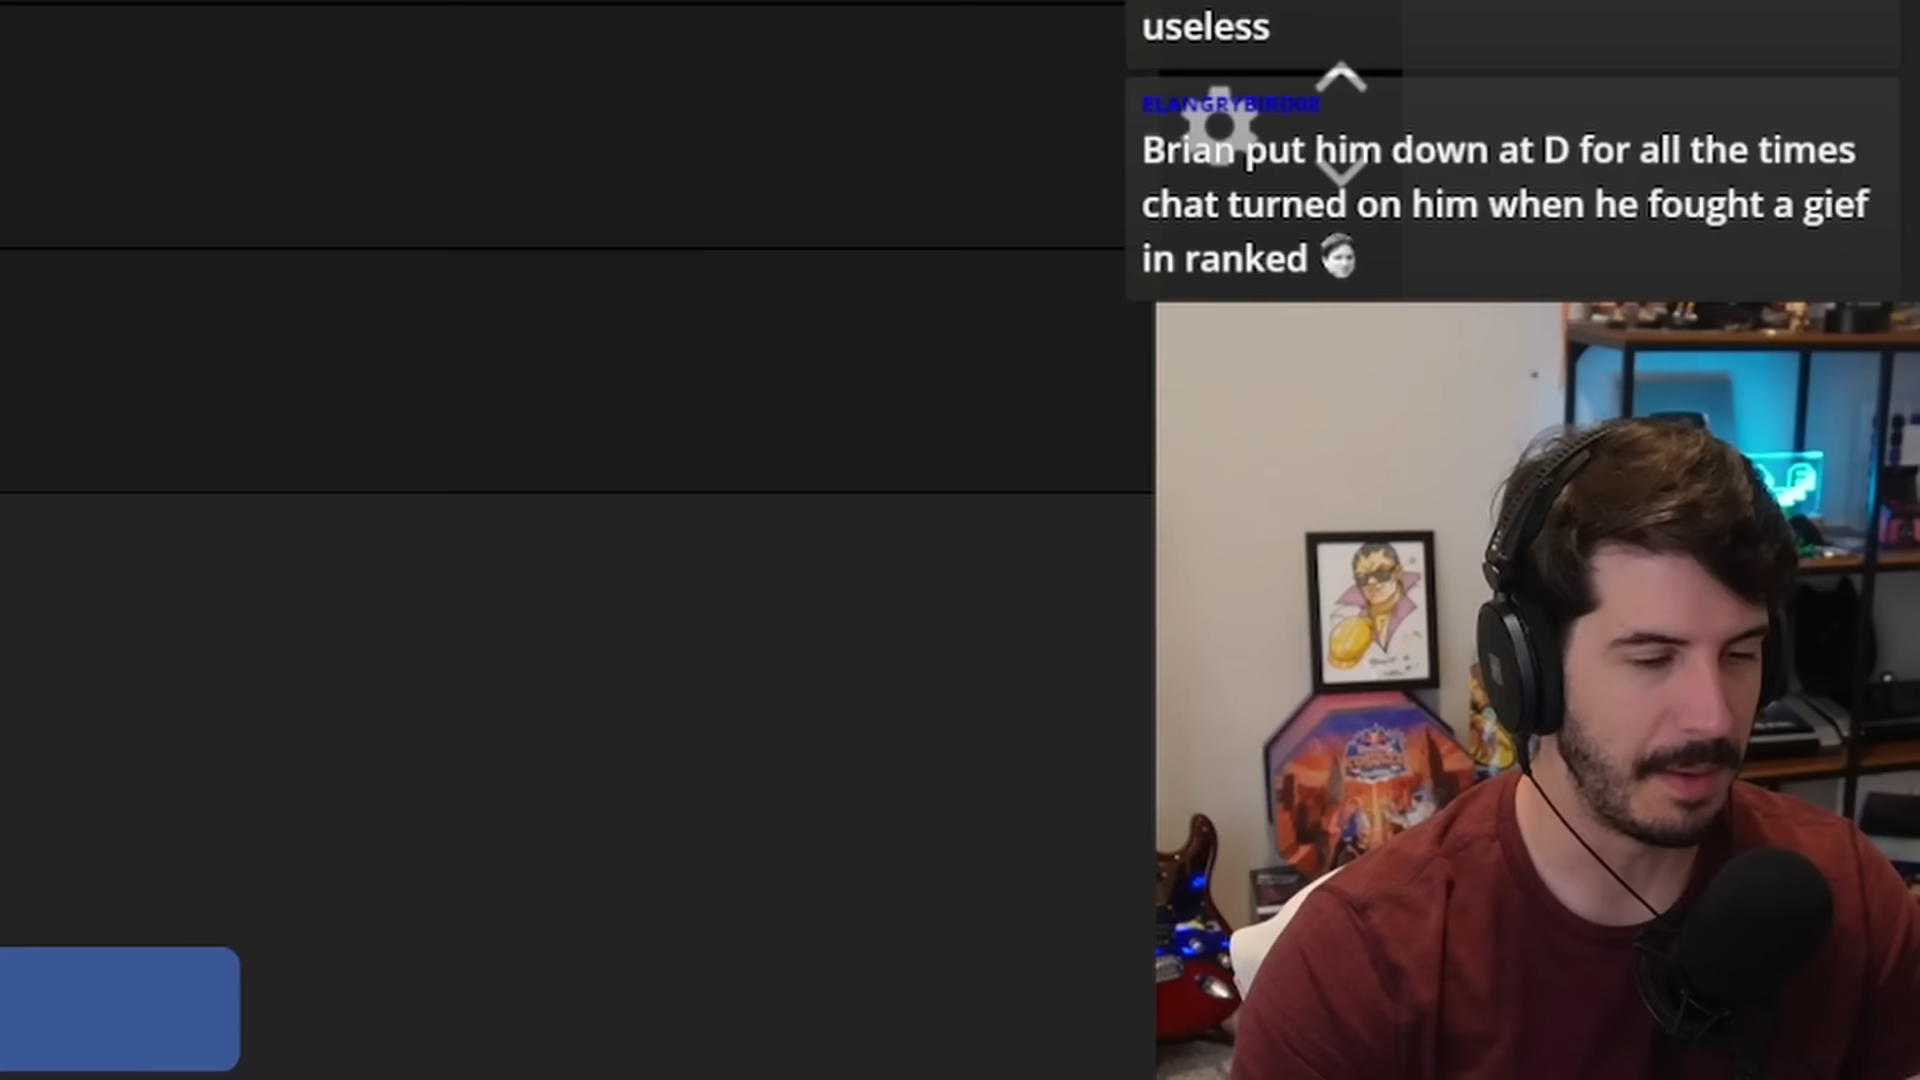 useless
ELANGRYBIRD08
Brian put him down at D for all the times
chat turned on him when he fought a gief
in ranked